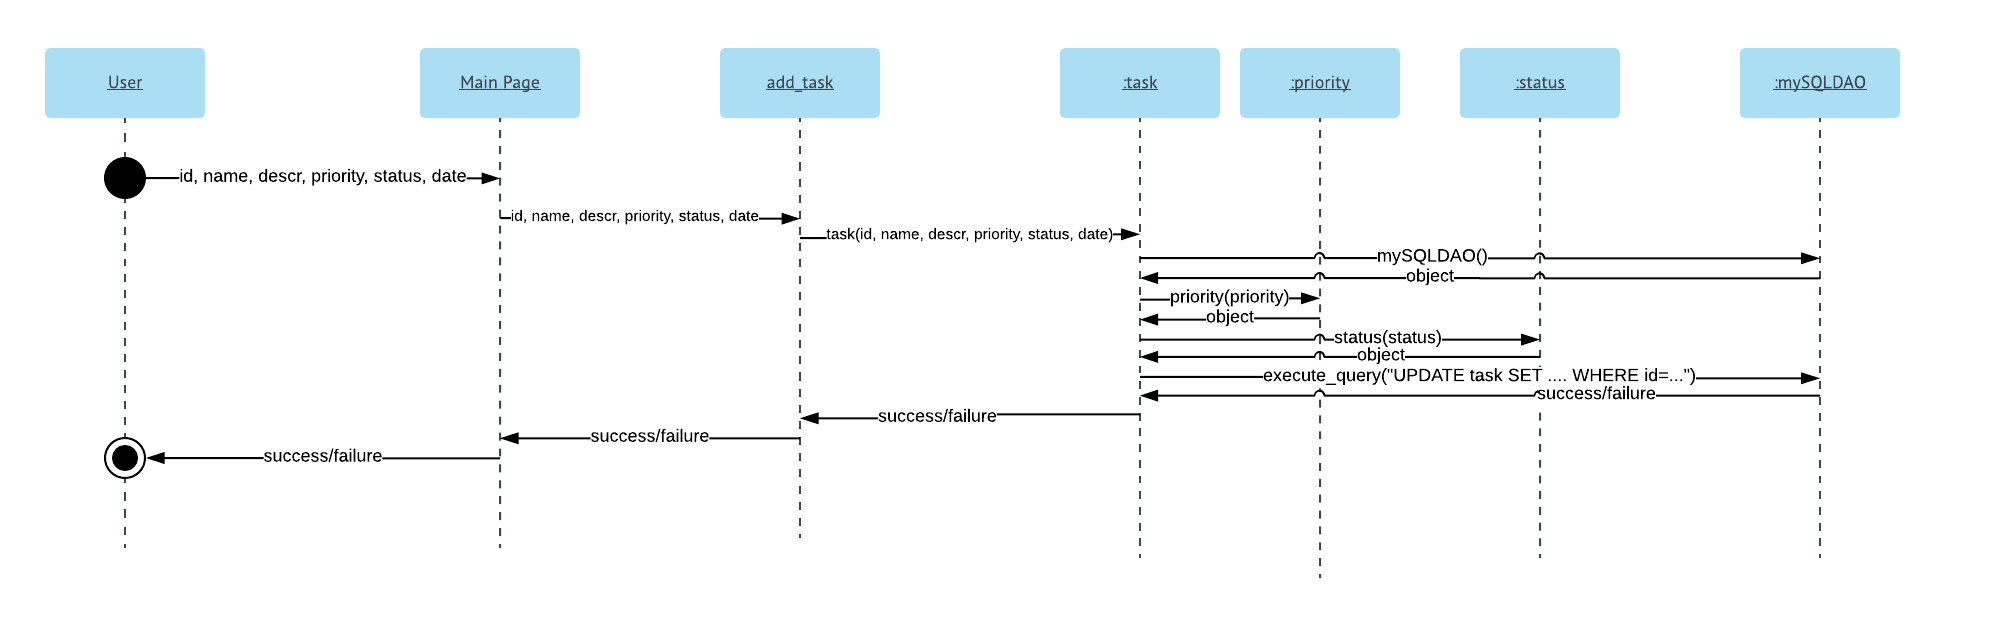 User
Main Page
add_task
:task
:priority
:status
:mySQLDAO
id, name, descr, priority, status, date
id, name, descr, priority, status, date
task(id, name, descr, priority, status, date)
mySQLDAO()
object
priority(priority)
object
status(status)
object
execute_query("UPDATE task SET .... WHERE id=...")
success/failure
success/failure
success/failure
success/failure